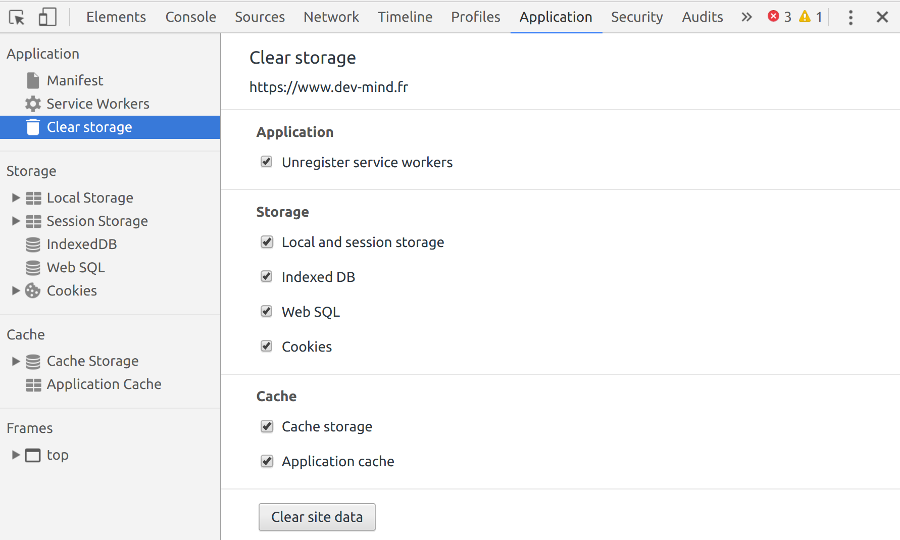 Elements Console Sources Network Timeline Profiles Application Security Audits » 3 1
Application
Manifest
Service Workers
Clear storage
Storage
Local Storage
Session Storage
IndexedDB
Web SQL
Cookies
Cache
Cache Storage
Application Cache
Frames
top
Clear storage
https://www.dev-mind.fr
Application
Unregister service workers
Storage
Local and session storage
Indexed DB
Web SQL
Cookies
Cache
Cache storage
Application cache
Clear site data